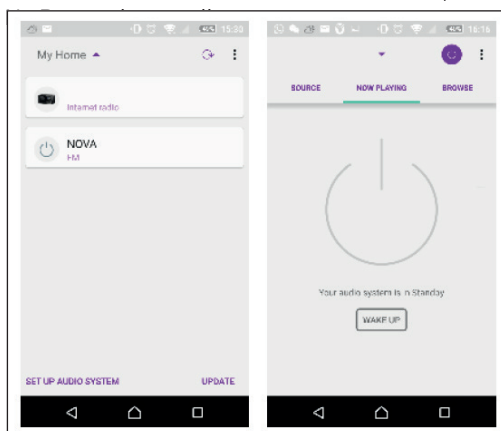 15:33
My Home
Internet radio
NOVA
FM
SET UP AUDIO SYSTEM
UPDATE
16:16
SOURCE
NOW PLAYING
BROWSE
Your audio system is in Standby
WAKE UP